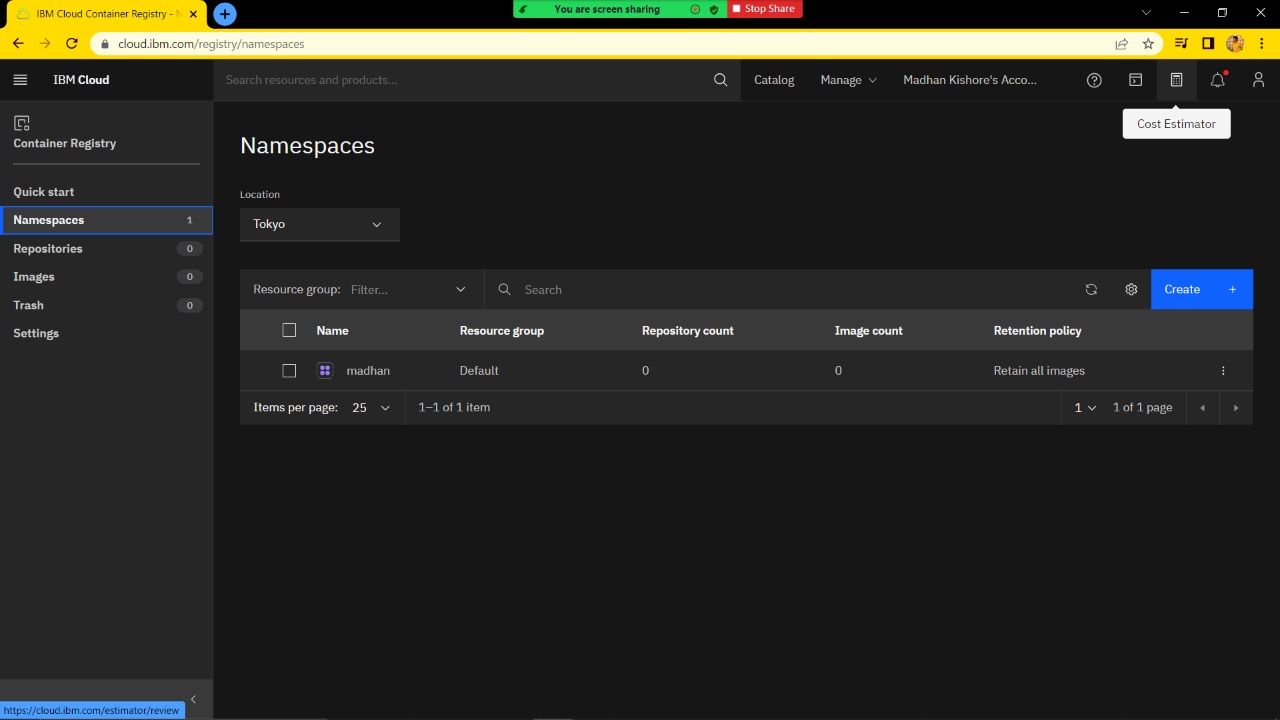 IBM Cloud Container Registry - N
You are screen sharing
Stop Share
cloud.ibm.com/registry/namespaces
IBM Cloud
Search resources and products...
Catalog
Manage
Madhan Kishore's Acco...
Cost Estimator
Container Registry
Quick start
Namespaces 1
Repositories 0
Images 0
Trash 0
Settings
Namespaces
Location
Tokyo
Resource group: Filter...
Search
Create +
Name Resource group Repository count Image count Retention policy
madhan Default 0 0 Retain all images
Items per page: 25 1–1 of 1 item 1 1 of 1 page
https://cloud.ibm.com/estimator/review